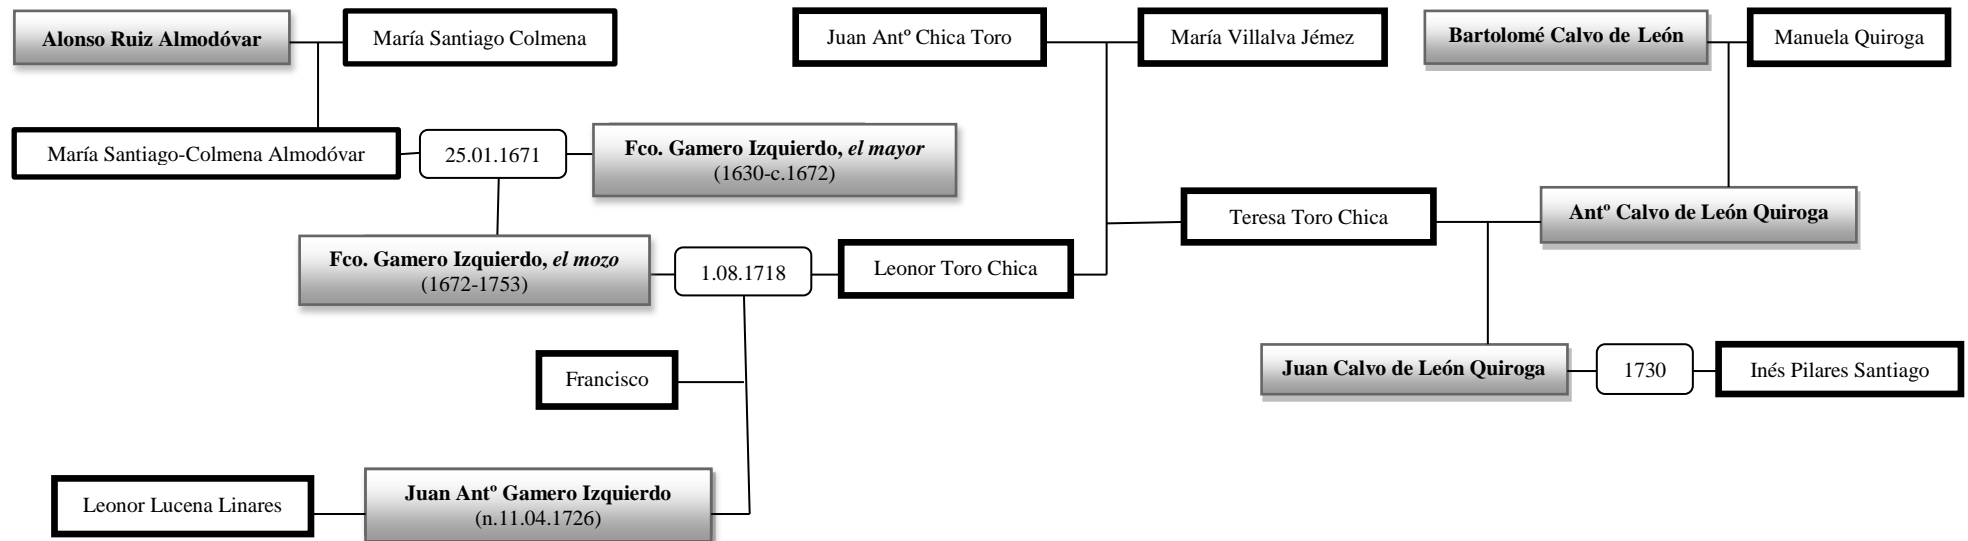 Alonso Ruiz Almodóvar
María Santiago Colmena
Juan Antº Chica Toro
María Villalva Jémez
Bartolomé Calvo de León
Manuela Quiroga
María Santiago-Colmena Almodóvar
25.01.1671
Fco. Gamero Izquierdo, el mayor
(1630-c.1672)
Teresa Toro Chica
Antº Calvo de León Quiroga
Fco. Gamero Izquierdo, el mozo
(1672-1753)
1.08.1718
Leonor Toro Chica
Francisco
Juan Calvo de León Quiroga
1730
Inés Pilares Santiago
Leonor Lucena Linares
Juan Antº Gamero Izquierdo
(n.11.04.1726)